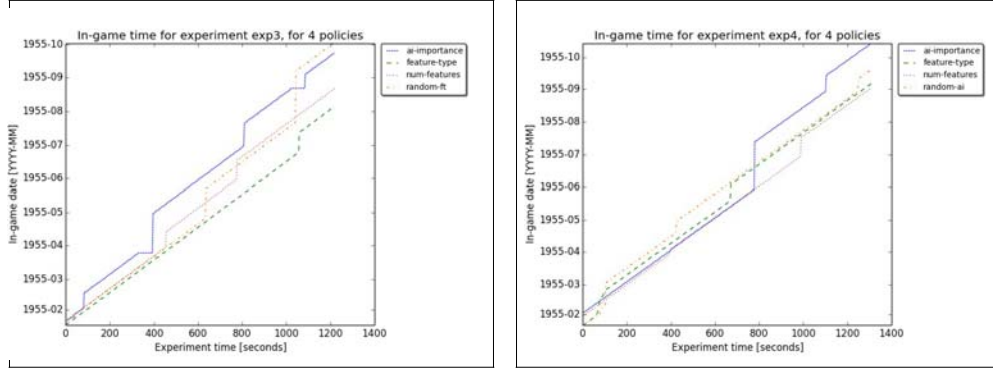 In-game time for experiment exp3, for 4 policies
1955-10
1955-09
1955-08
1955-07
1955-06
1955-05
1955-04
1955-03
1955-02
In-game date [YYYY-MM]
0 200 400 600 800 1000 1200 1400
Experiment time [seconds]
ai-importance
feature-type
num-features
random-ft
In-game time for experiment exp4, for 4 policies
1955-10
1955-09
1955-08
1955-07
1955-06
1955-05
1955-04
1955-03
1955-02
In-game date [YYYY-MM]
0 200 400 600 800 1000 1200 1400
Experiment time [seconds]
ai-importance
feature-type
num-features
random-ai